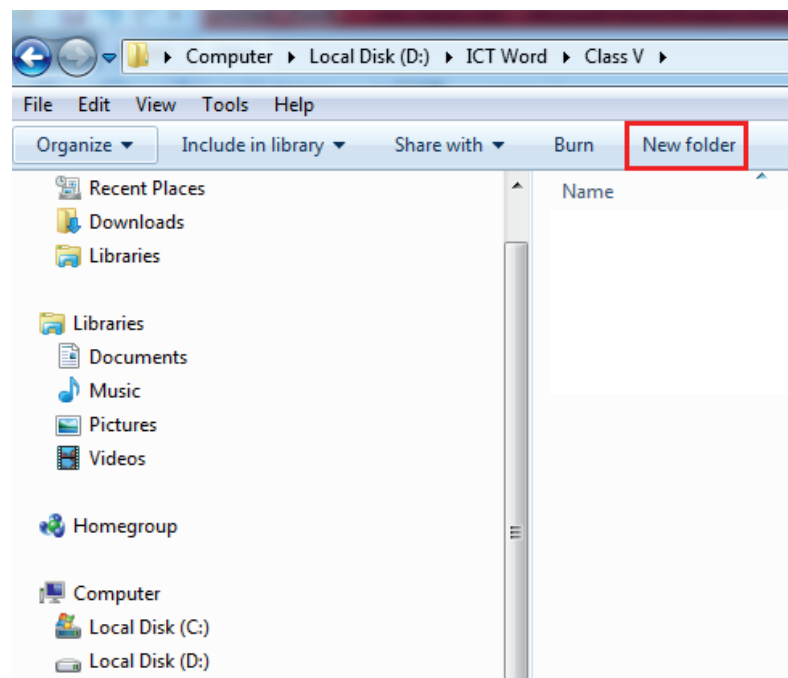 Computer Local Disk (D:) ICT Word Class V
File Edit View Tools Help
Organize Include in library Share with Burn New folder
Recent Places
Downloads
Libraries
Libraries
Documents
Music
Pictures
Videos
Homegroup
Computer
Local Disk (C:)
Local Disk (D:)
Name